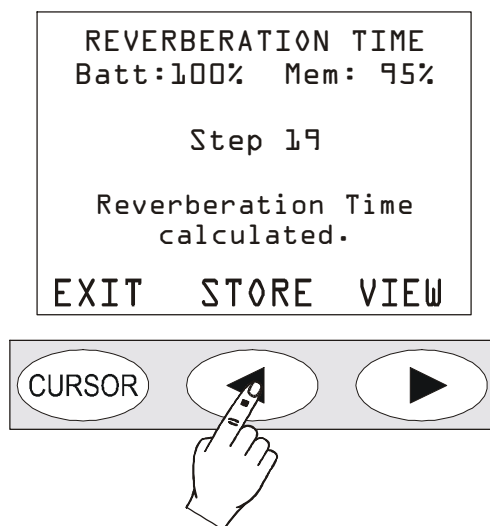 REVERBERATION TIME
Batt:100% Mem: 95%
Step 19
Reverberation Time
calculated.
EXIT STORE VIEW
CURSOR